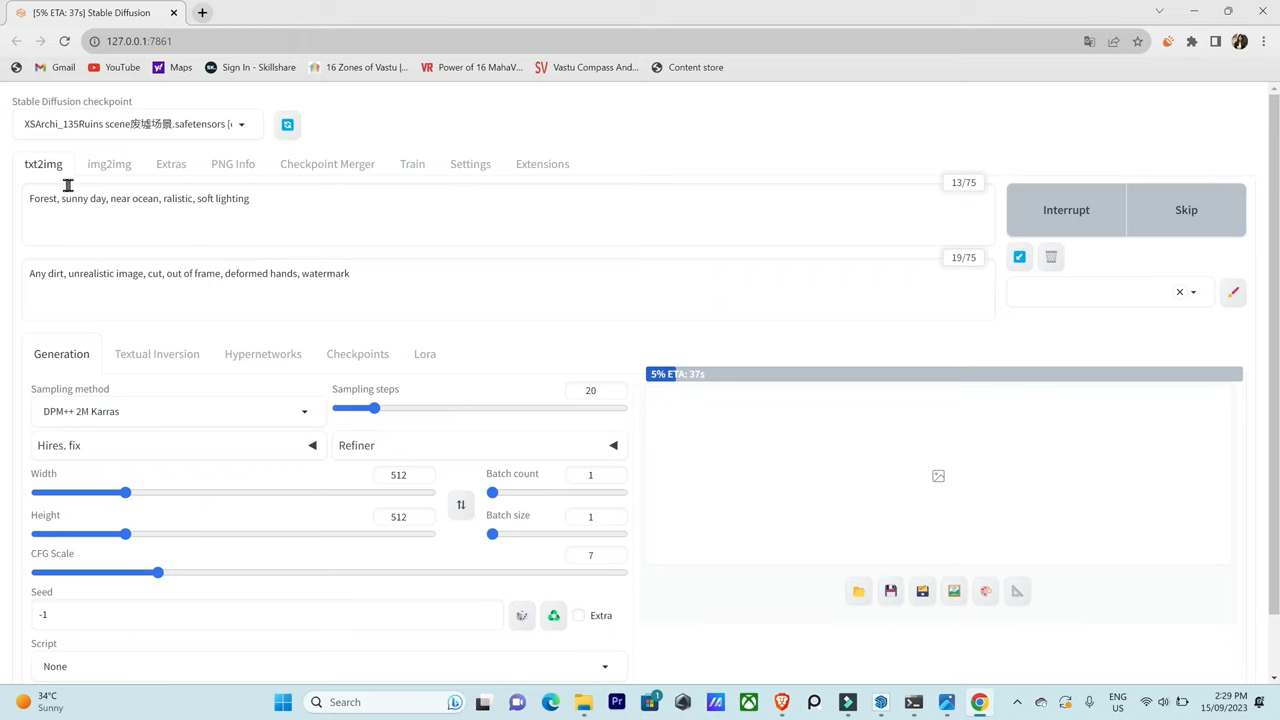 [5% ETA: 37s] Stable Diffusion
127.0.0.1:7861
Gmail YouTube Maps Sign In - Skillshare 16 Zones of Vastu |... Power of 16 MahaV... Vastu Compass And... Content store
Stable Diffusion checkpoint
XSArchi_135Ruins scene废墟场景.safetensors [
txt2img img2img Extras PNG Info Checkpoint Merger Train Settings Extensions
13/75
Forest, sunny day, near ocean, ralistic, soft lighting
Interrupt Skip
19/75
Any dirt, unrealistic image, cut, out of frame, deformed hands, watermark
Generation Textual Inversion Hypernetworks Checkpoints Lora
5% ETA: 37s
Sampling method Sampling steps 20
DPM++ 2M Karras
Hires. fix Refiner
Width 512 Batch count 1
Height 512 Batch size 1
CFG Scale 7
Seed
-1 Extra
Script
None
34°C
Sunny
Search
ENG
US
2:29 PM
15/09/2023